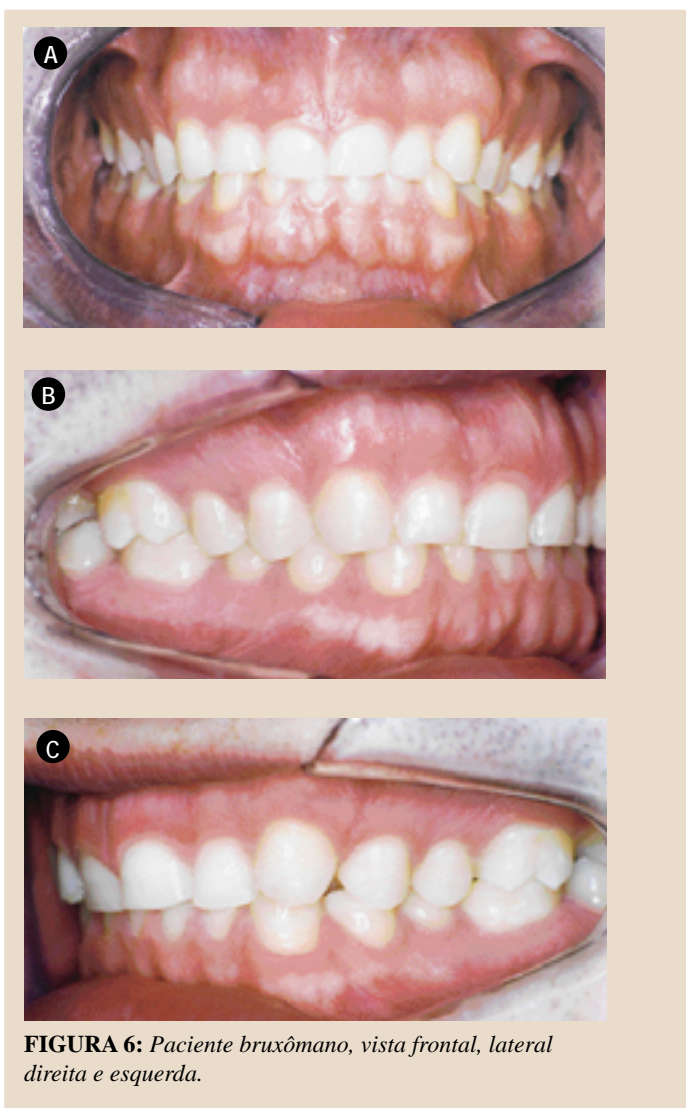 A
B
C
FIGURA 6: Paciente bruxômano, vista frontal, lateral
direita e esquerda.